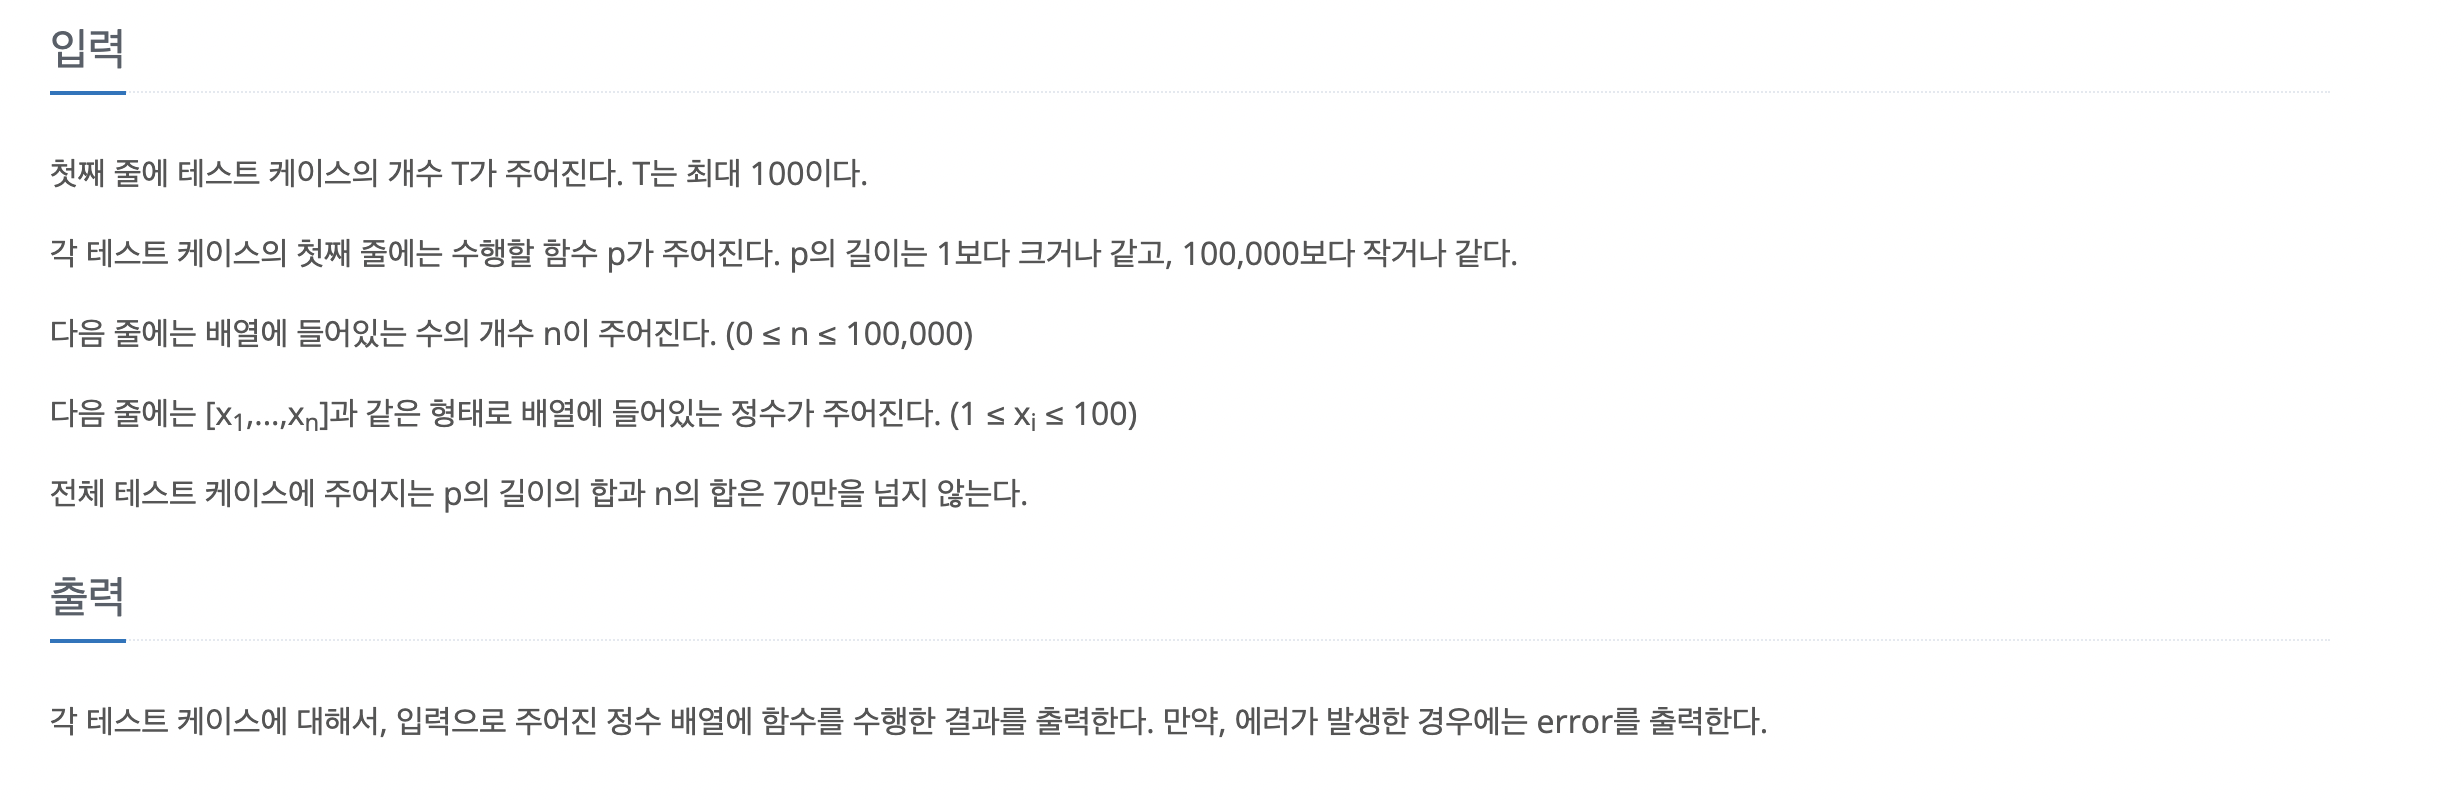 입력
첫째 줄에 테스트 케이스의 개수 T가 주어진다. T는 최대 100이다.
각 테스트 케이스의 첫째 줄에는 수행할 함수 p가 주어진다. p의 길이는 1보다 크거나 같고, 100,000보다 작거나 같다.
다음 줄에는 배열에 들어있는 수의 개수 n이 주어진다. (0 ≤ n ≤ 100,000)
다음 줄에는 [x₁,...,xₙ]과 같은 형태로 배열에 들어있는 정수가 주어진다. (1 ≤ xᵢ ≤ 100)
전체 테스트 케이스에 주어지는 p의 길이의 합과 n의 합은 70만을 넘지 않는다.
출력
각 테스트 케이스에 대해서, 입력으로 주어진 정수 배열에 함수를 수행한 결과를 출력한다. 만약, 에러가 발생한 경우에는 error를 출력한다.